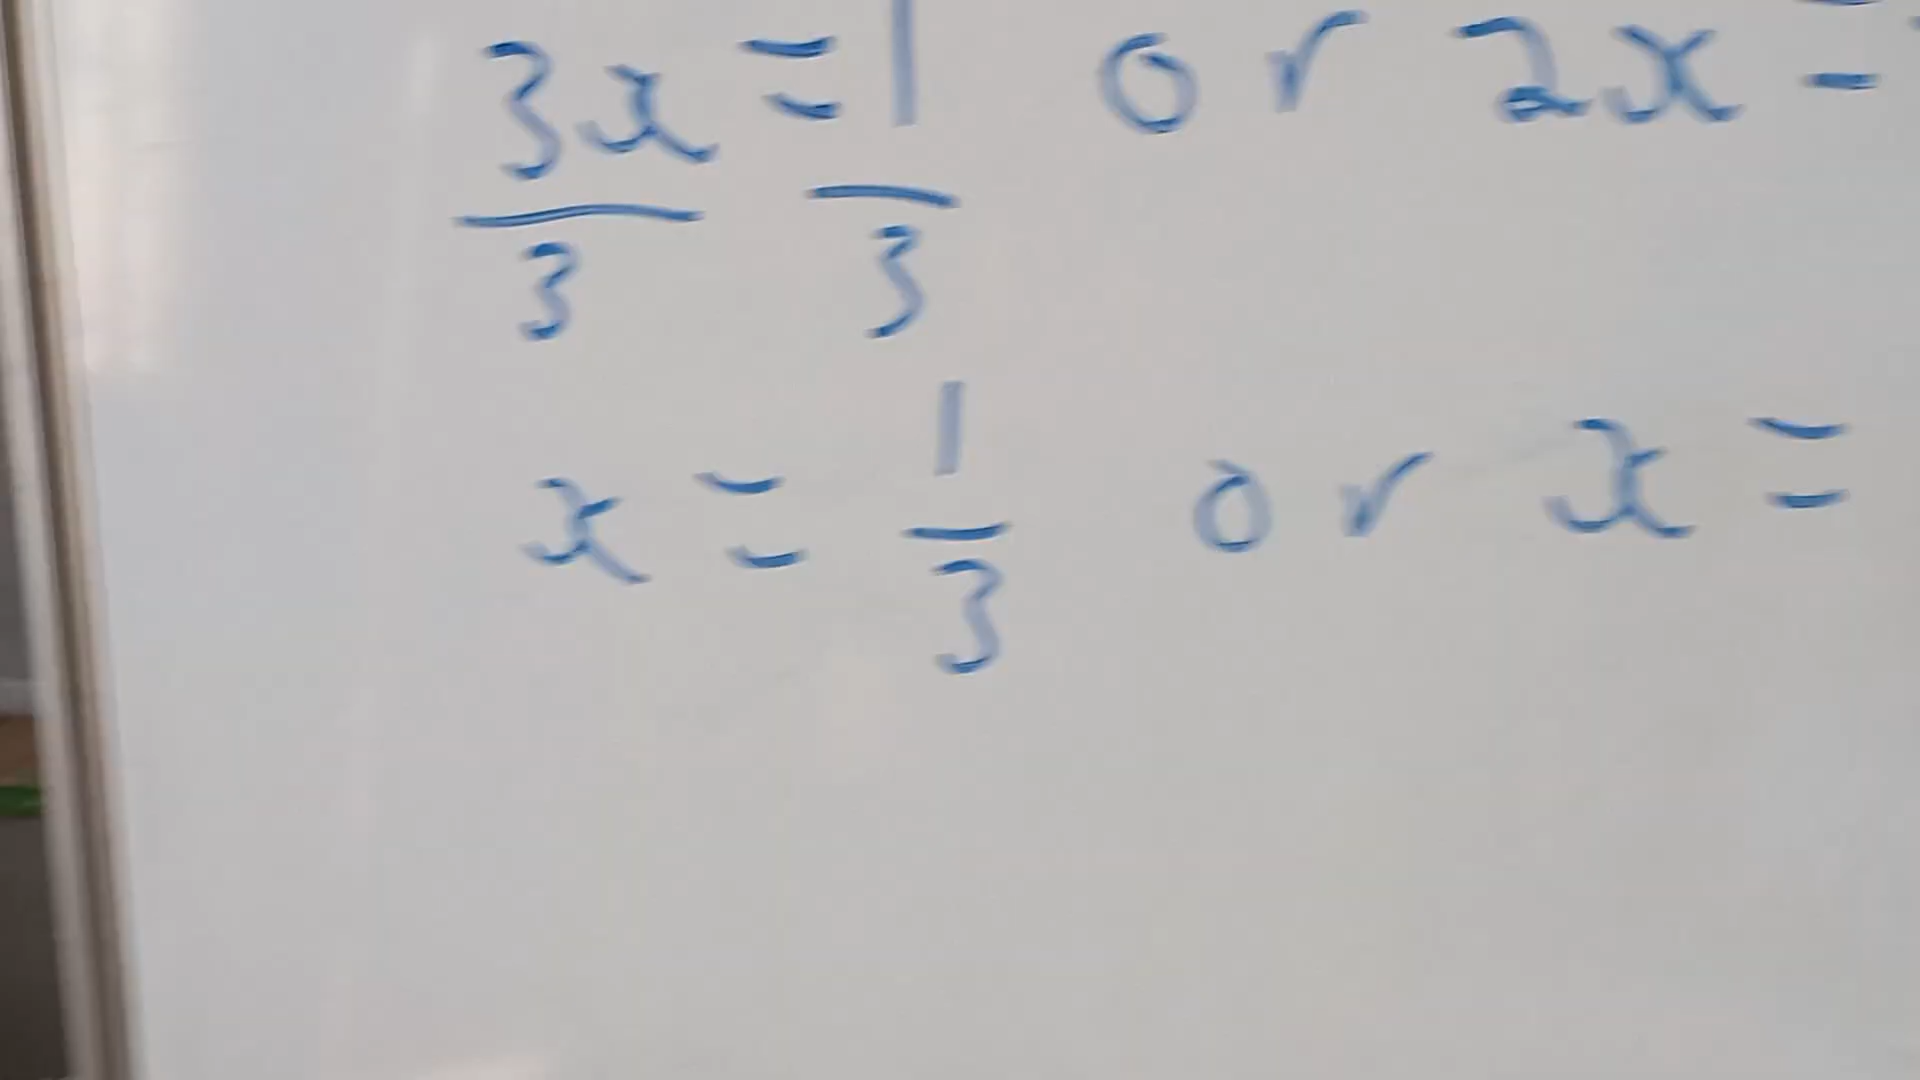 3x = 1 or 2x =
3 3
x = 1/3 or x =